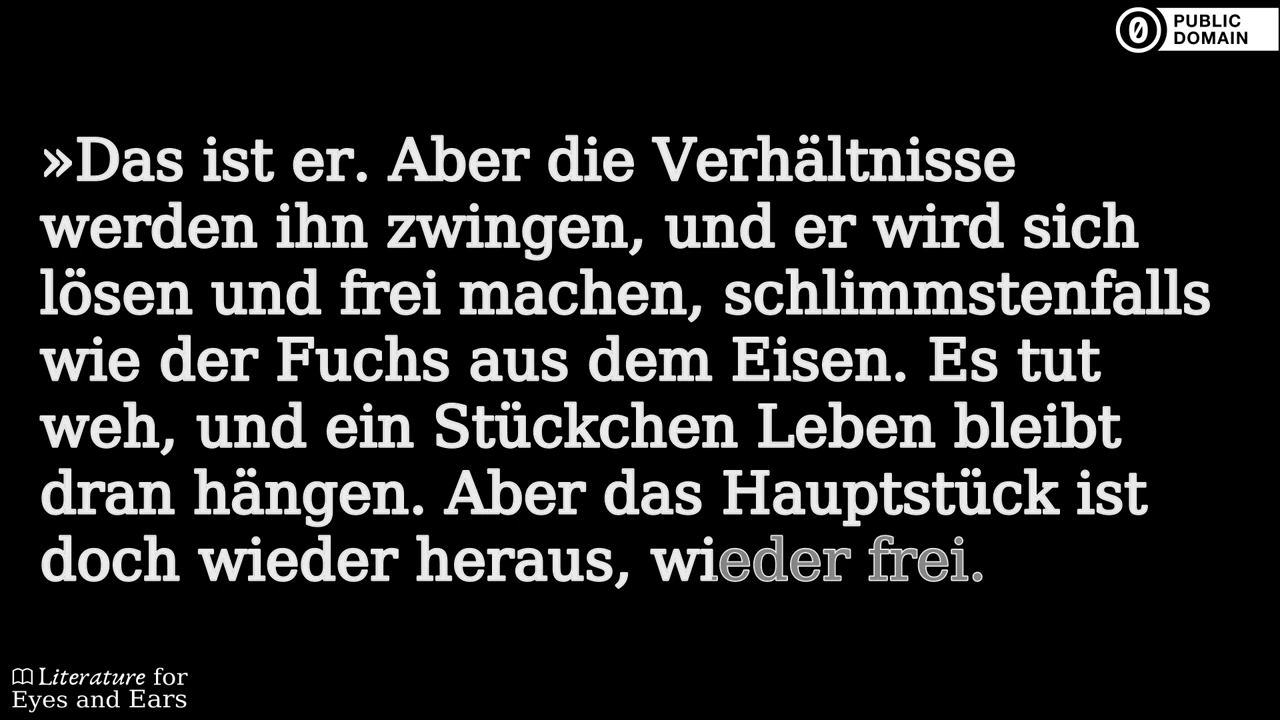 PUBLIC
DOMAIN
»Das ist er. Aber die Verhältnisse
werden ihn zwingen, und er wird sich
lösen und frei machen, schlimmstenfalls
wie der Fuchs aus dem Eisen. Es tut
weh, und ein Stückchen Leben bleibt
dran hängen. Aber das Hauptstück ist
doch wieder heraus, wieder frei.
Literature for
Eyes and Ears